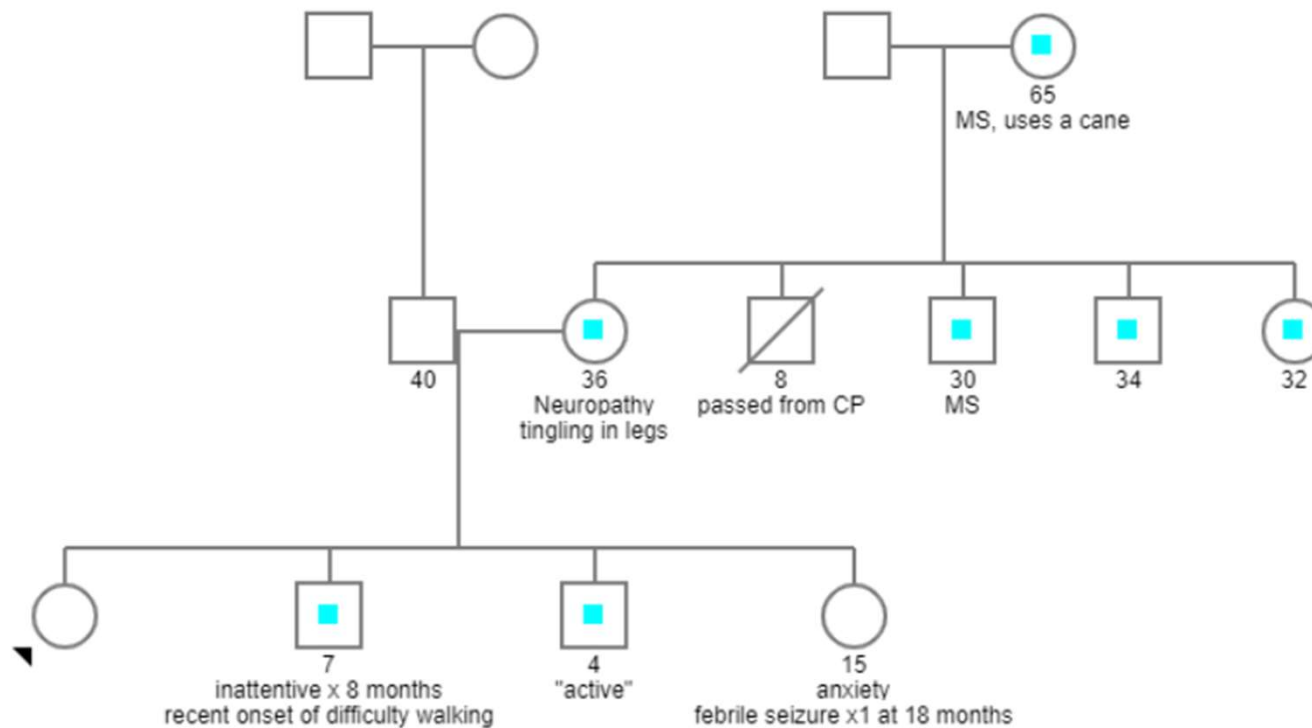 65
MS, uses a cane
40
36
Neuropathy
tingling in legs
8
passed from CP
30
MS
34
32
7
inattentive x 8 months
recent onset of difficulty walking
4
"active"
15
anxiety
febrile seizure x1 at 18 months